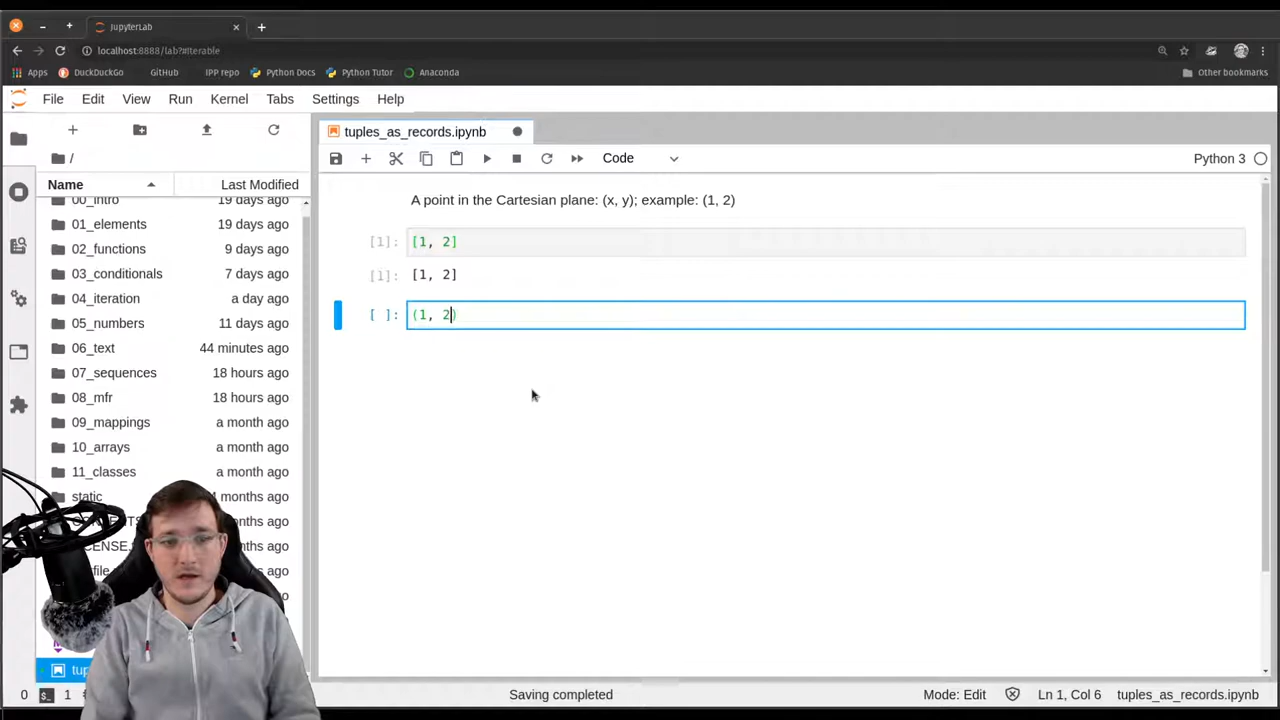 JupyterLab
localhost:8888/lab?#Iterable
Apps DuckDuckGo GitHub IPP repo Python Docs Python Tutor Anaconda Other bookmarks
File Edit View Run Kernel Tabs Settings Help
tuples_as_records.ipynb
/
Code Python 3
Name Last Modified
00_intro 19 days ago
01_elements 19 days ago
02_functions 9 days ago
03_conditionals 7 days ago
04_iteration a day ago
05_numbers 11 days ago
06_text 44 minutes ago
07_sequences 18 hours ago
08_mfr 18 hours ago
09_mappings a month ago
10_arrays a month ago
11_classes a month ago
static months ago
ago
ago
ago
A point in the Cartesian plane: (x, y); example: (1, 2)
[1]: [1, 2]
[1]: [1, 2]
[ ]: (1, 2)
0 $_ 1 Saving completed Mode: Edit Ln 1, Col 6 tuples_as_records.ipynb